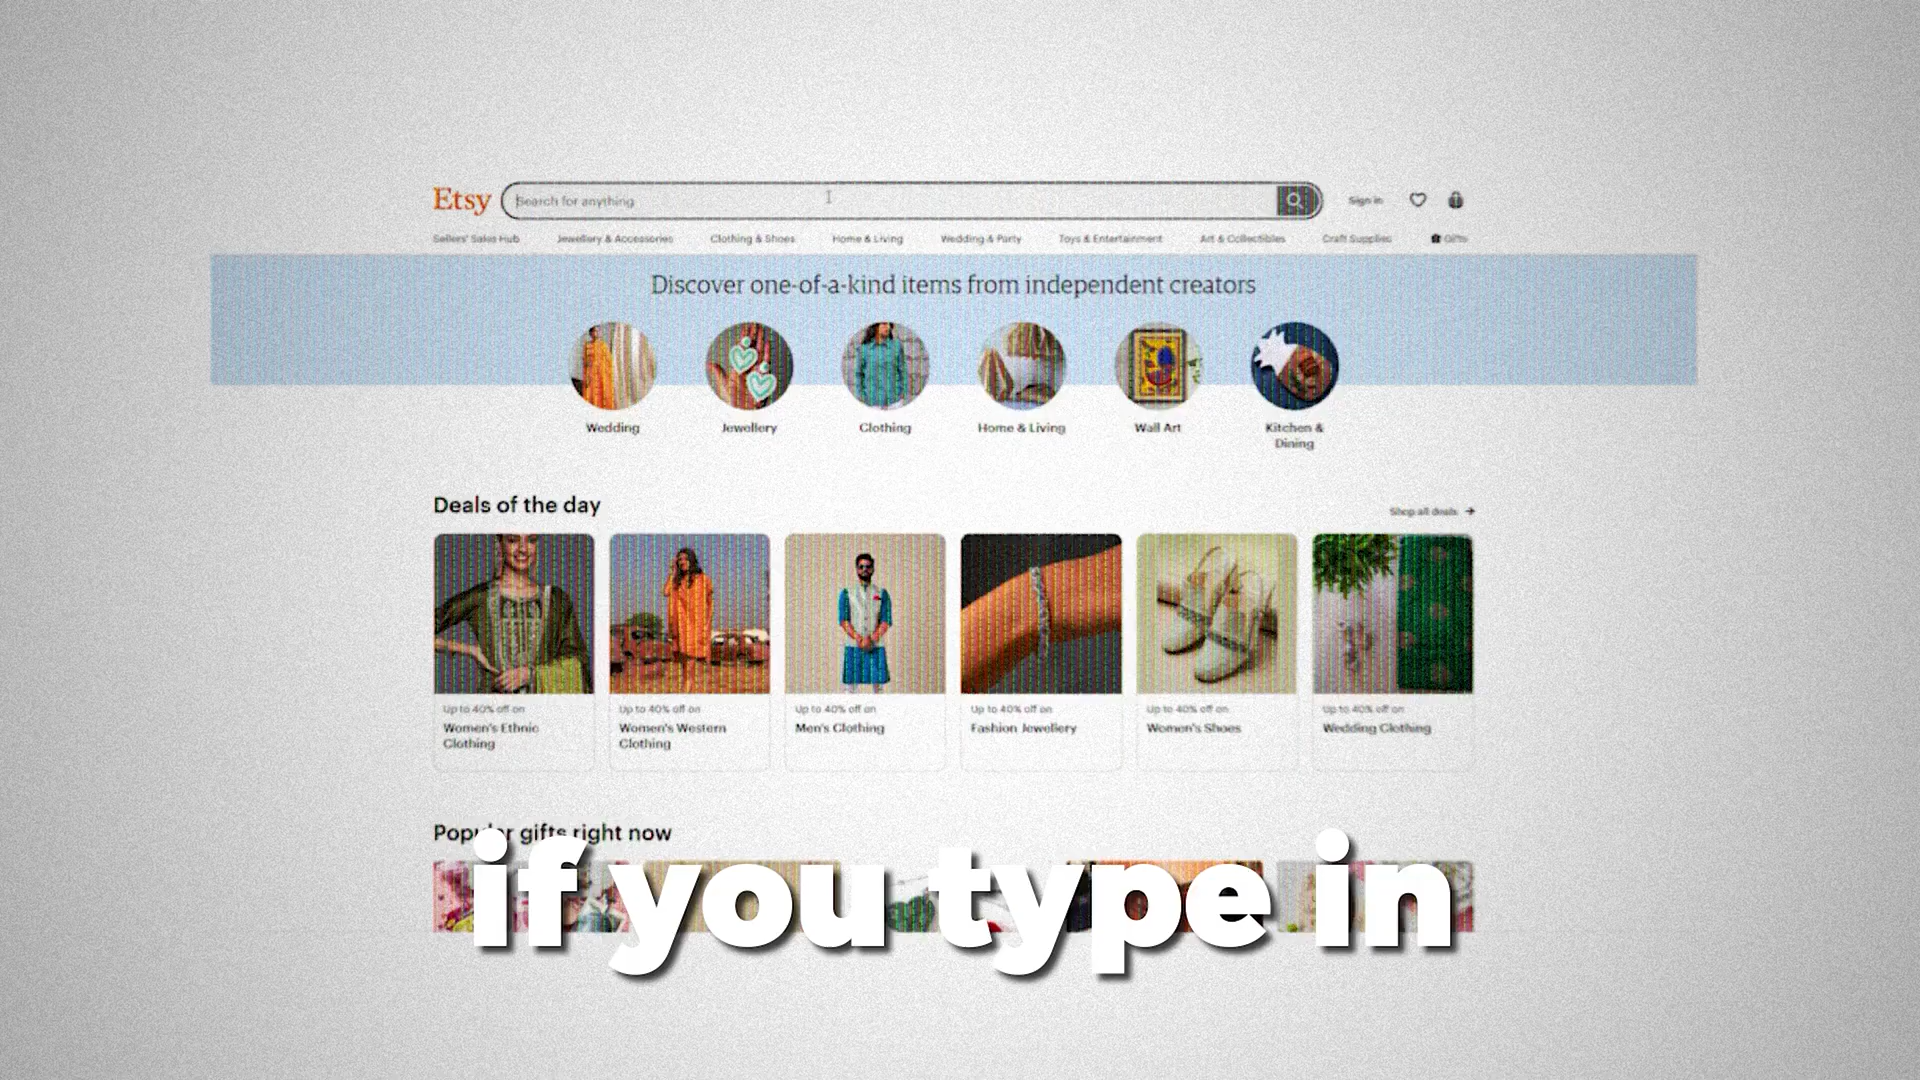 Etsy
Search for anything
Sign in
Sellers' Sales Hub
Jewellery & Accessories
Clothing & Shoes
Home & Living
Wedding & Party
Toys & Entertainment
Art & Collectibles
Craft Supplies
Gifts
Discover one-of-a-kind items from independent creators
Wedding
Jewellery
Clothing
Home & Living
Wall Art
Kitchen &
Dining
Deals of the day
Shop all deals
Up to 40% off on
Women's Ethnic
Clothing
Up to 40% off on
Women's Western
Clothing
Up to 40% off on
Men's Clothing
Up to 40% off on
Fashion Jewellery
Up to 40% off on
Women's Shoes
Up to 40% off on
Wedding Clothing
Popular gifts right now
if you type in